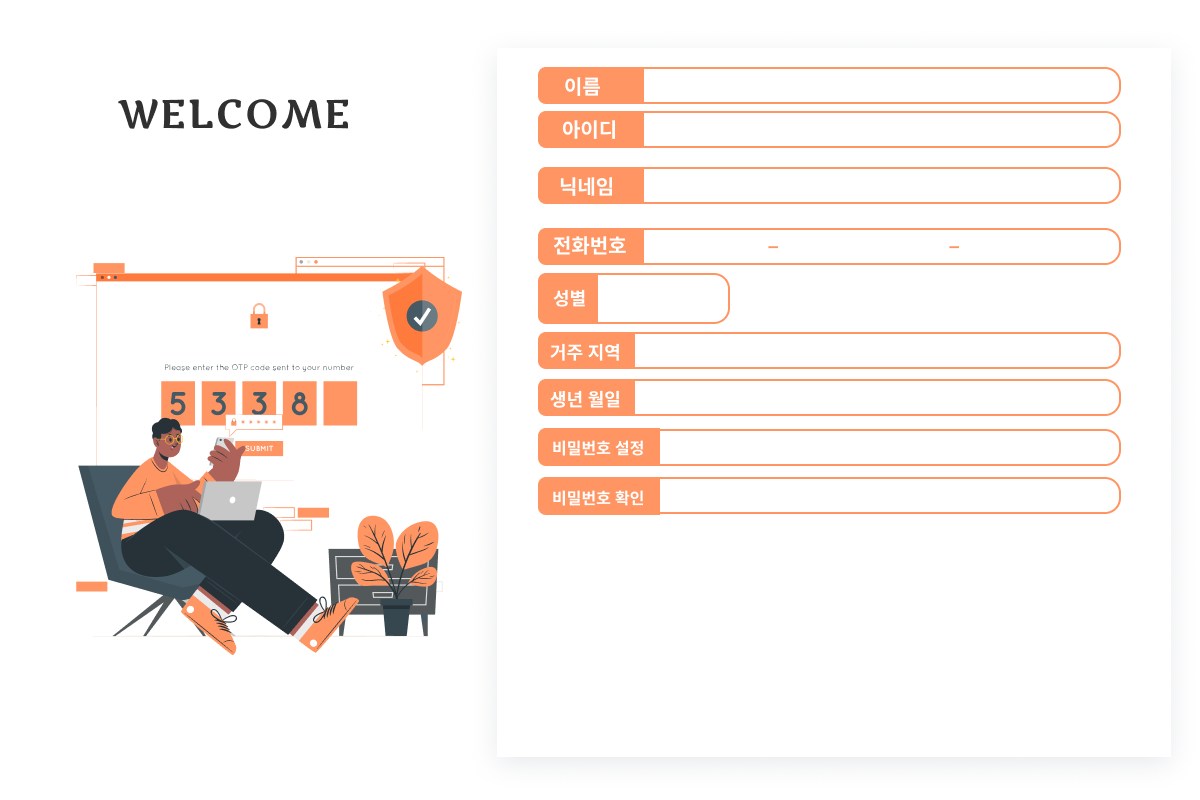 WELCOME
Please enter the OTP code sent to your number
5 3 3 8
*****
SUBMIT
이름
아이디
닉네임
전화번호 – –
성별
거주 지역
생년 월일
비밀번호 설정
비밀번호 확인